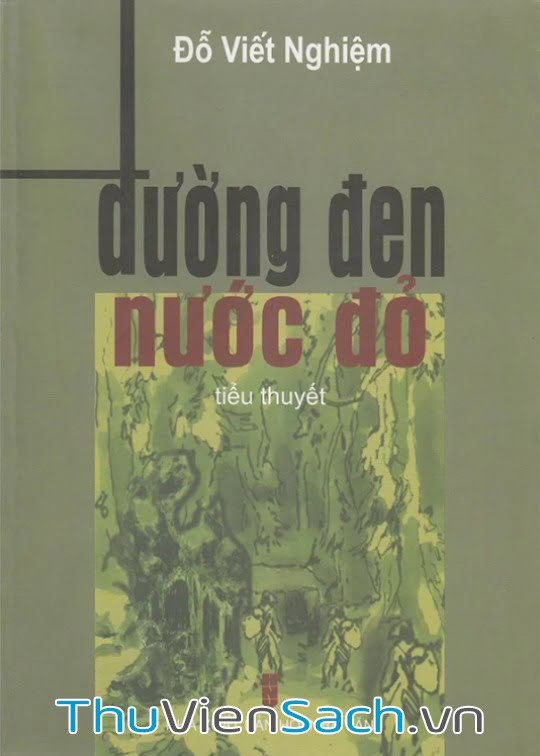 Đỗ Viết Nghiệm
đường đen
nước đỏ
tiểu thuyết
ThuVienSach.vn